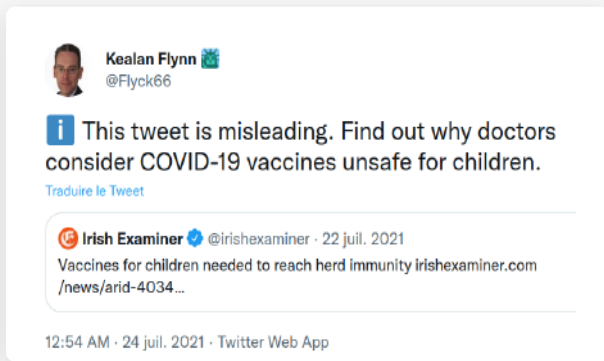 Kealan Flynn
@Flyck66
This tweet is misleading. Find out why doctors
consider COVID-19 vaccines unsafe for children.
Traduire le Tweet
Irish Examiner @irishexaminer · 22 juil. 2021
Vaccines for children needed to reach herd immunity irishexaminer.com
/news/arid-4034...
12:54 AM · 24 juil. 2021 · Twitter Web App